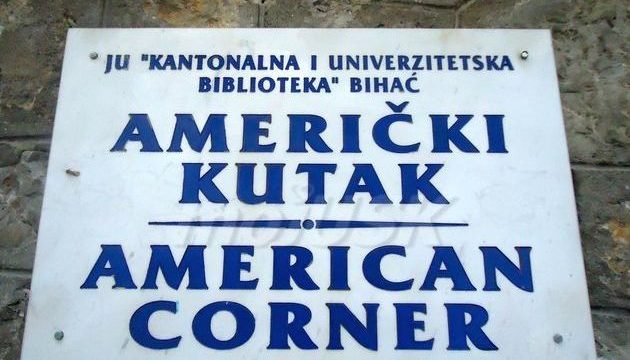 JU "KANTONALNA I UNIVERZITETSKA
BIBLIOTEKA" BIHAĆ
AMERIČKI
KUTAK
AMERICAN
CORNER